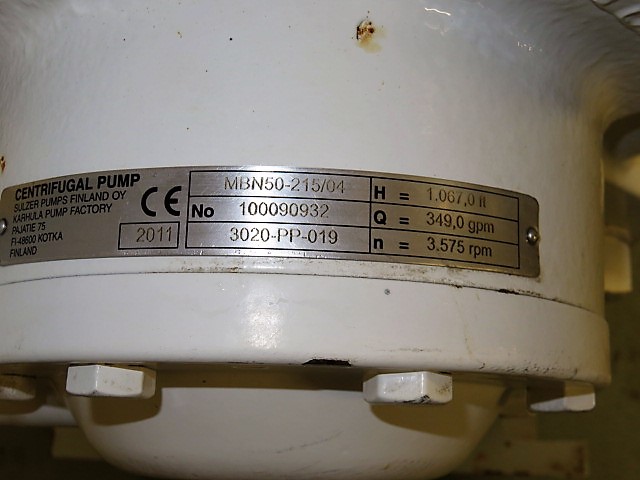 CENTRIFUGAL PUMP
SULZER PUMPS FINLAND OY
KARHULA PUMP FACTORY
PAJATIE 75
FI-48600 KOTKA
FINLAND
CE
2011
MBN50-215/04
No 100090932
3020-PP-019
H = 1.067,0 ft
Q = 349,0 gpm
n = 3.575 rpm